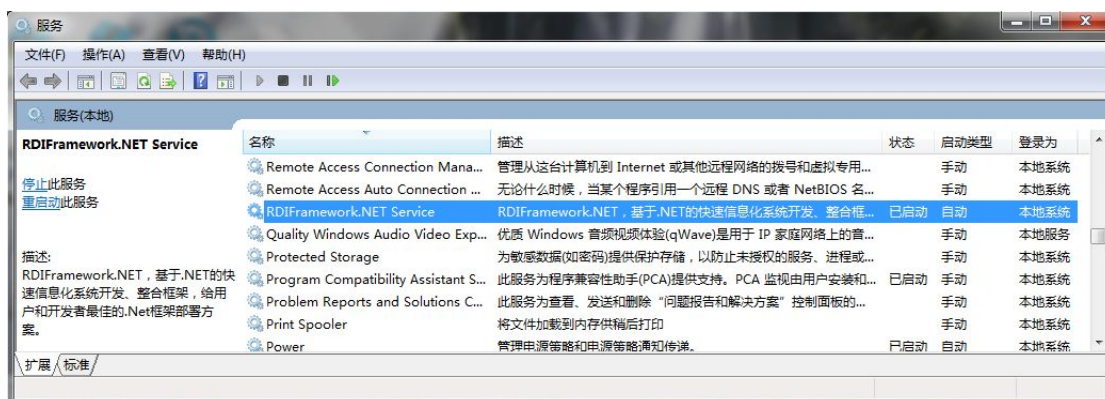 服务
文件(F) 操作(A) 查看(V) 帮助(H)
服务(本地)
RDIFramework.NET Service
停止此服务
重启动此服务
描述:
RDIFramework.NET，基于.NET的快
速信息化系统开发、整合框架，给用
户和开发者最佳的.Net框架部署方
案。
名称 描述 状态 启动类型 登录为
Remote Access Connection Mana... 管理从这台计算机到 Internet 或其他远程网络的拨号和虚拟专用... 手动 本地系统
Remote Access Auto Connection ... 无论什么时候，当某个程序引用一个远程 DNS 或者 NetBIOS 名... 手动 本地系统
RDIFramework.NET Service RDIFramework.NET，基于.NET的快速信息化系统开发、整合框... 已启动 自动 本地系统
Quality Windows Audio Video Exp... 优质 Windows 音频视频体验(qWave)是用于 IP 家庭网络上的音... 手动 本地服务
Protected Storage 为敏感数据(如密码)提供保护存储，以防止未授权的服务、进程或... 手动 本地系统
Program Compatibility Assistant S... 此服务为程序兼容性助手(PCA)提供支持。PCA 监视由用户安装和... 已启动 手动 本地系统
Problem Reports and Solutions C... 此服务为查看、发送和删除“问题报告和解决方案”控制面板的... 手动 本地系统
Print Spooler 将文件加载到内存供稍后打印 手动 本地系统
Power 管理电源策略和电源策略通知传递。 已启动 自动 本地系统
扩展 标准